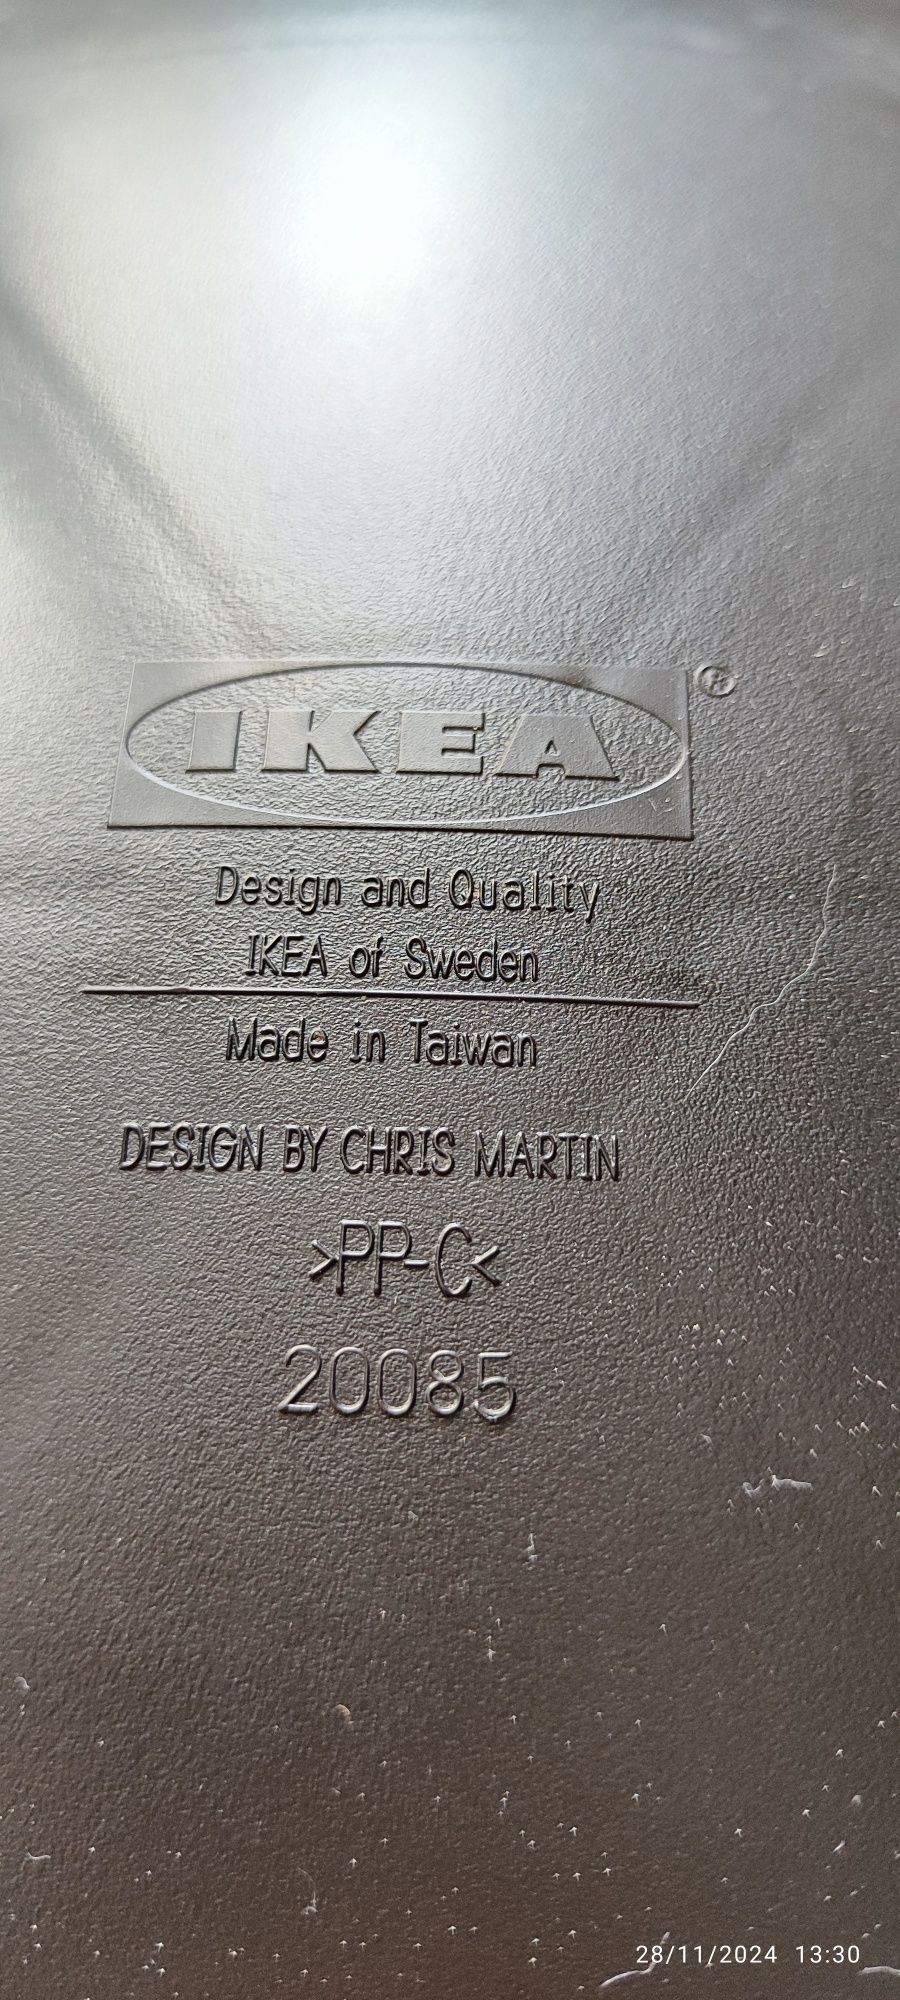 IKEA®
Design and Quality
IKEA of Sweden
Made in Taiwan
DESIGN BY CHRIS MARTIN
>PP-C<
20085
28/11/2024 13:30